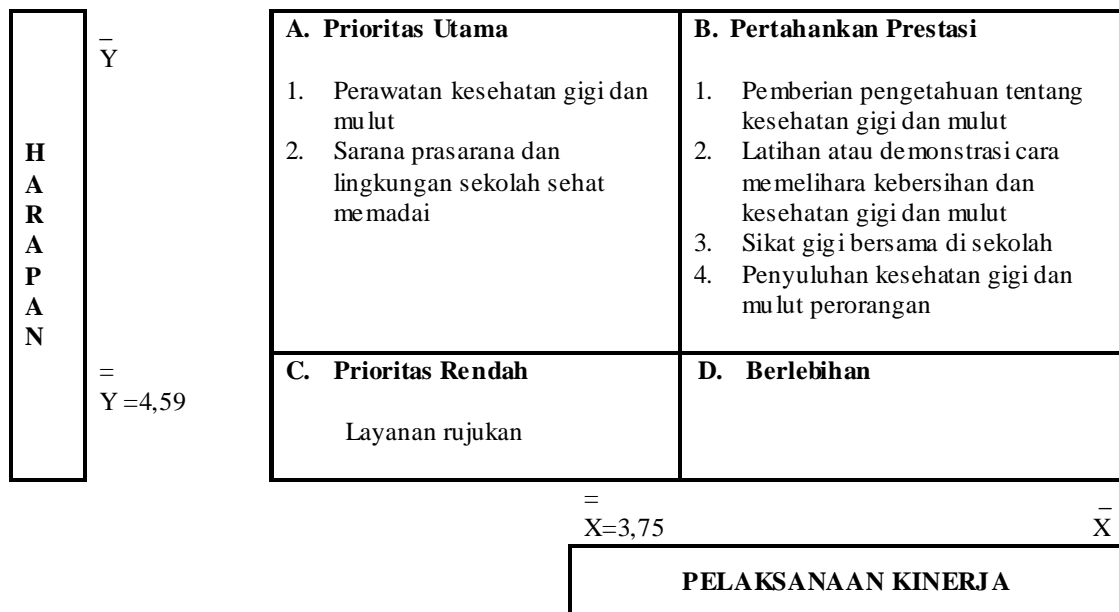 H
A
R
A
P
A
N
_
Y
=
Y =4,59
A. Prioritas Utama
1. Perawatan kesehatan gigi dan
mulut
2. Sarana prasarana dan
lingkungan sekolah sehat
memadai
B. Pertahankan Prestasi
1. Pemberian pengetahuan tentang
kesehatan gigi dan mulut
2. Latihan atau demonstrasi cara
memelihara kebersihan dan
kesehatan gigi dan mulut
3. Sikat gigi bersama di sekolah
4. Penyuluhan kesehatan gigi dan
mulut perorangan
C. Prioritas Rendah
Layanan rujukan
D. Berlebihan
=
X=3,75
_
X
PELAKSANAAN KINERJA